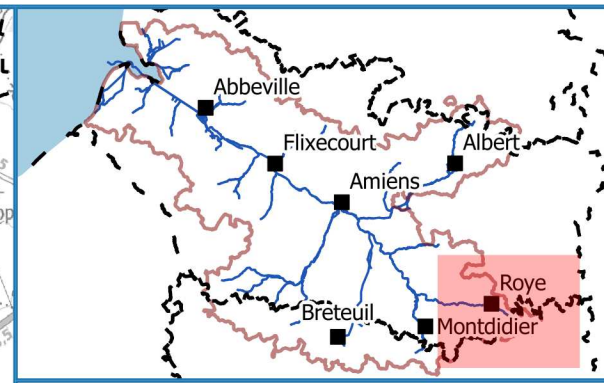 Abbeville
Flixecourt
Albert
Amiens
Roye
Breteuil
Montdidier